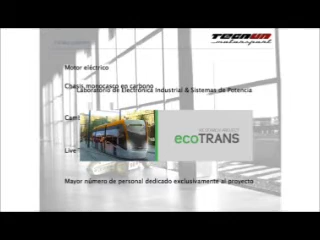 TECNUN
motorsport
Motor eléctrico
Chasis monocasco en carbono
Laboratorio de Electrónica Industrial & Sistemas de Potencia
ecoTRANS
Live
Mayor número de personal dedicado exclusivamente al proyecto